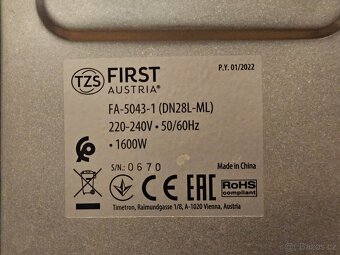 TZS FIRST AUSTRIA®
P.Y. 01/2022
FA-5043-1 (DN28L-ML)
220-240V • 50/60Hz
• 1600W
S/N.: 0670
Made in China
CE EAC RoHS compliant
Timetron, Raimundgasse 1/8, A-1020 Vienna, Austria